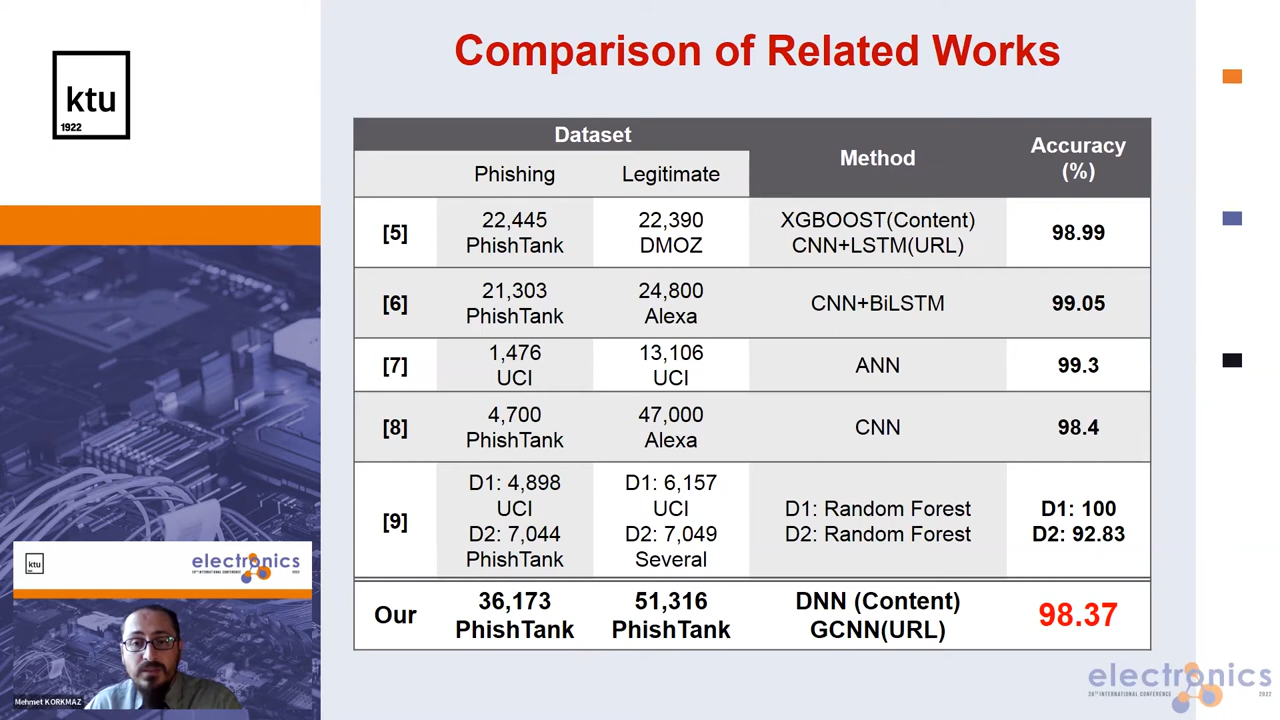 Comparison of Related Works
ktu
1922
Dataset
Method
Accuracy
(%)
Phishing
Legitimate
[5]
22,445
PhishTank
22,390
DMOZ
XGBOOST(Content)
CNN+LSTM(URL)
98.99
[6]
21,303
PhishTank
24,800
Alexa
CNN+BiLSTM
99.05
[7]
1,476
UCI
13,106
UCI
ANN
99.3
[8]
4,700
PhishTank
47,000
Alexa
CNN
98.4
[9]
D1: 4,898
UCI
D2: 7,044
PhishTank
D1: 6,157
UCI
D2: 7,049
Several
D1: Random Forest
D2: Random Forest
D1: 100
D2: 92.83
Our
36,173
PhishTank
51,316
PhishTank
DNN (Content)
GCNN(URL)
98.37
ktu
electronics
Mehmet KORKMAZ
electronics
26TH INTERNATIONAL CONFERENCE 2022